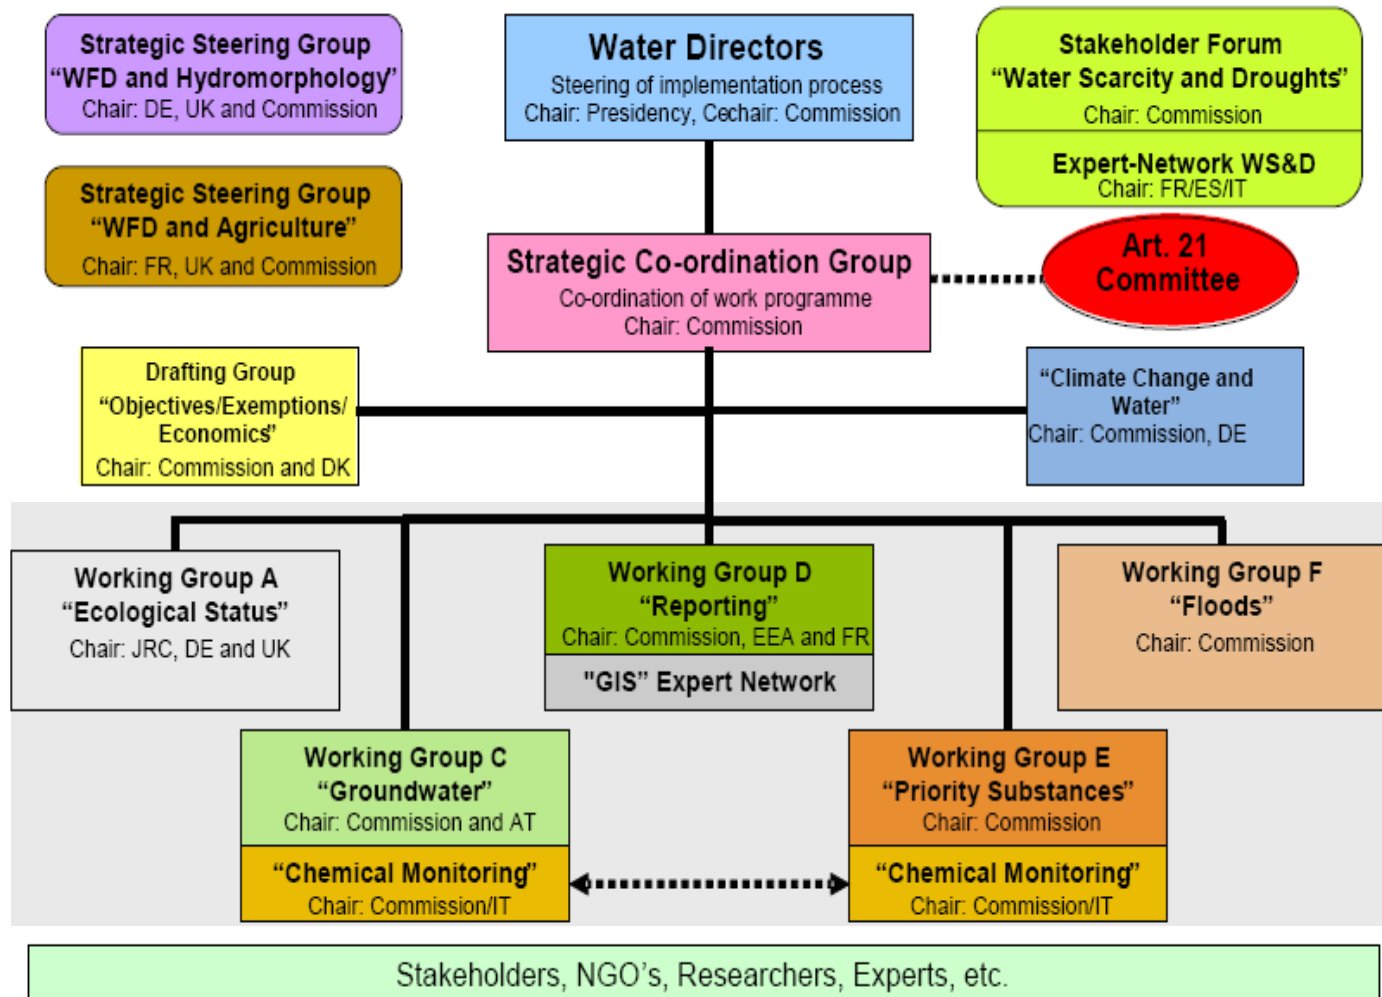 Strategic Steering Group
“WFD and Hydromorphology”
Chair: DE, UK and Commission
Water Directors
Steering of implementation process
Chair: Presidency, Cechair: Commission
Stakeholder Forum
“Water Scarcity and Droughts”
Chair: Commission
Expert-Network WS&D
Chair: FR/ES/IT
Strategic Steering Group
“WFD and Agriculture”
Chair: FR, UK and Commission
Strategic Co-ordination Group
Co-ordination of work programme
Chair: Commission
Art. 21
Committee
Drafting Group
“Objectives/Exemptions/
Economics”
Chair: Commission and DK
“Climate Change and
Water”
Chair: Commission, DE
Working Group A
“Ecological Status”
Chair: JRC, DE and UK
Working Group D
“Reporting”
Chair: Commission, EEA and FR
"GIS” Expert Network
Working Group F
“Floods”
Chair: Commission
Working Group C
“Groundwater”
Chair: Commission and AT
“Chemical Monitoring”
Chair: Commission/IT
Working Group E
“Priority Substances”
Chair: Commission
“Chemical Monitoring”
Chair: Commission/IT
Stakeholders, NGO’s, Researchers, Experts, etc.